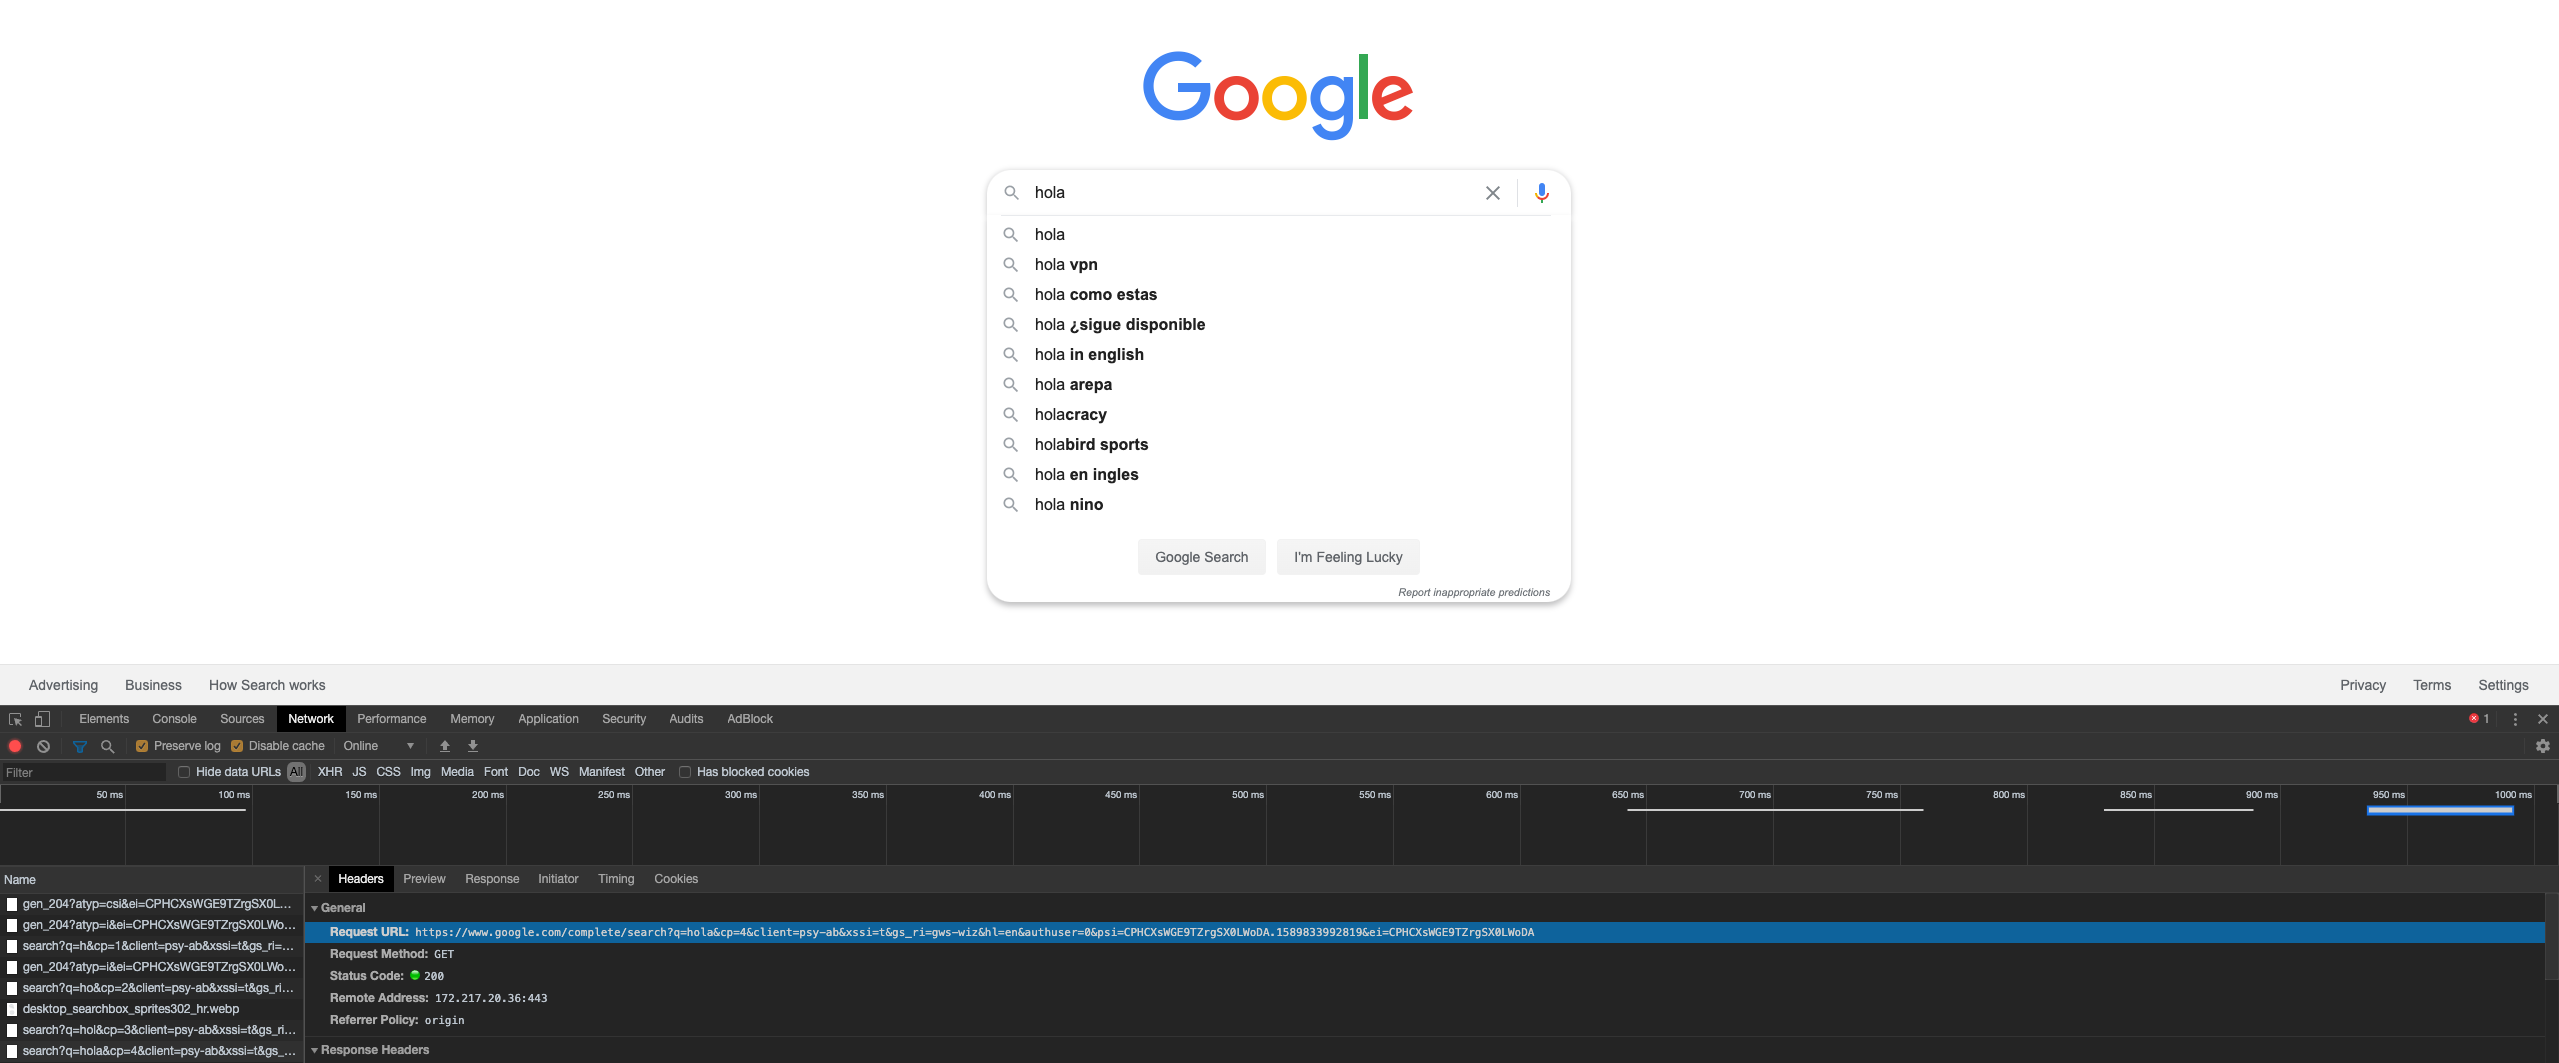 Google
hola
hola
hola vpn
hola como estas
hola ¿sigue disponible
hola in english
hola arepa
holacracy
holabird sports
hola en ingles
hola nino
Google Search I'm Feeling Lucky
Report inappropriate predictions
Advertising Business How Search works Privacy Terms Settings
Elements Console Sources Network Performance Memory Application Security Audits AdBlock 1
Preserve log Disable cache Online
Filter Hide data URLs All XHR JS CSS Img Media Font Doc WS Manifest Other Has blocked cookies
50 ms 100 ms 150 ms 200 ms 250 ms 300 ms 350 ms 400 ms 450 ms 500 ms 550 ms 600 ms 650 ms 700 ms 750 ms 800 ms 850 ms 900 ms 950 ms 1000 ms
Name
gen_204?atyp=csi&ei=CPHCXsWGE9TZrgSX0L...
gen_204?atyp=i&ei=CPHCXsWGE9TZrgSX0LWo...
search?q=h&cp=1&client=psy-ab&xssi=t&gs_ri=...
gen_204?atyp=i&ei=CPHCXsWGE9TZrgSX0LWo...
search?q=ho&cp=2&client=psy-ab&xssi=t&gs_ri...
desktop_searchbox_sprites302_hr.webp
search?q=hol&cp=3&client=psy-ab&xssi=t&gs_ri...
search?q=hola&cp=4&client=psy-ab&xssi=t&gs_...
Headers Preview Response Initiator Timing Cookies
General
Request URL: https://www.google.com/complete/search?q=hola&cp=4&client=psy-ab&xssi=t&gs_ri=gws-wiz&hl=en&authuser=0&psi=CPHCXsWGE9TZrgSX0LWoDA.1589833992819&ei=CPHCXsWGE9TZrgSX0LWoDA
Request Method: GET
Status Code: 200
Remote Address: 172.217.20.36:443
Referrer Policy: origin
Response Headers